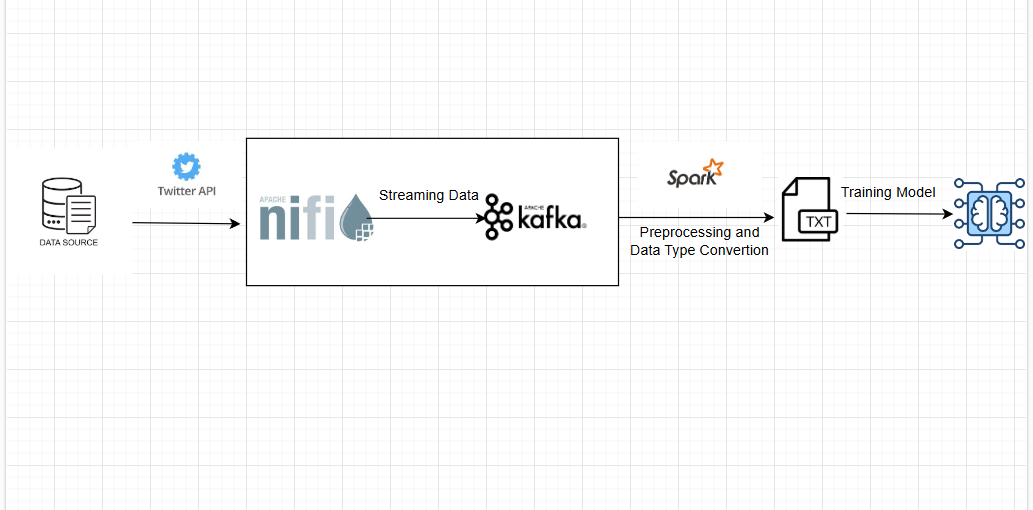 Twitter API
DATA SOURCE
APACHE
nifi
Streaming Data
APACHE
kafka®
Spark
Preprocessing and
Data Type Convertion
TXT
Training Model